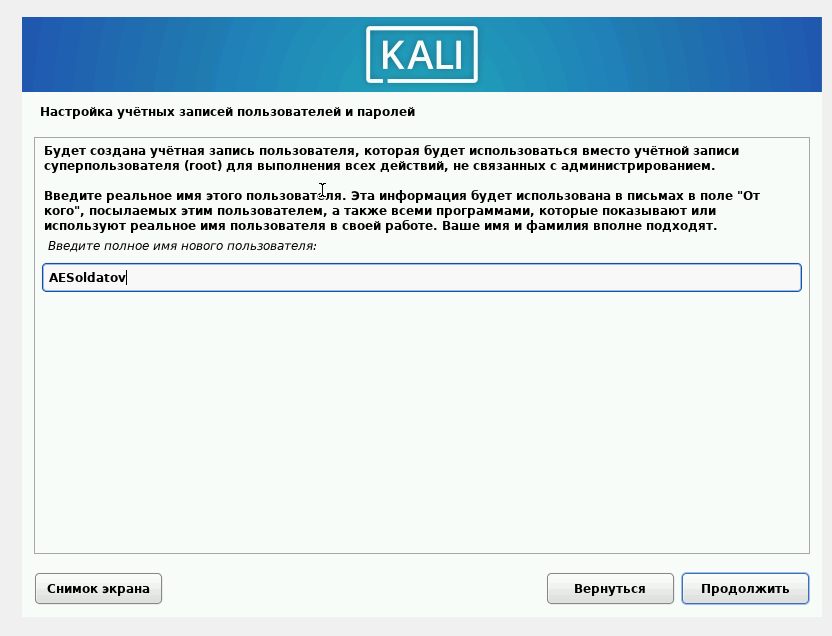 KALI
Настройка учётных записей пользователей и паролей
Будет создана учётная запись пользователя, которая будет использоваться вместо учётной записи
суперпользователя (root) для выполнения всех действий, не связанных с администрированием.
Введите реальное имя этого пользователя. Эта информация будет использована в письмах в поле "От
кого", посылаемых этим пользователем, а также всеми программами, которые показывают или
используют реальное имя пользователя в своей работе. Ваше имя и фамилия вполне подходят.
Введите полное имя нового пользователя:
AESoldatov
Снимок экрана
Вернуться
Продолжить